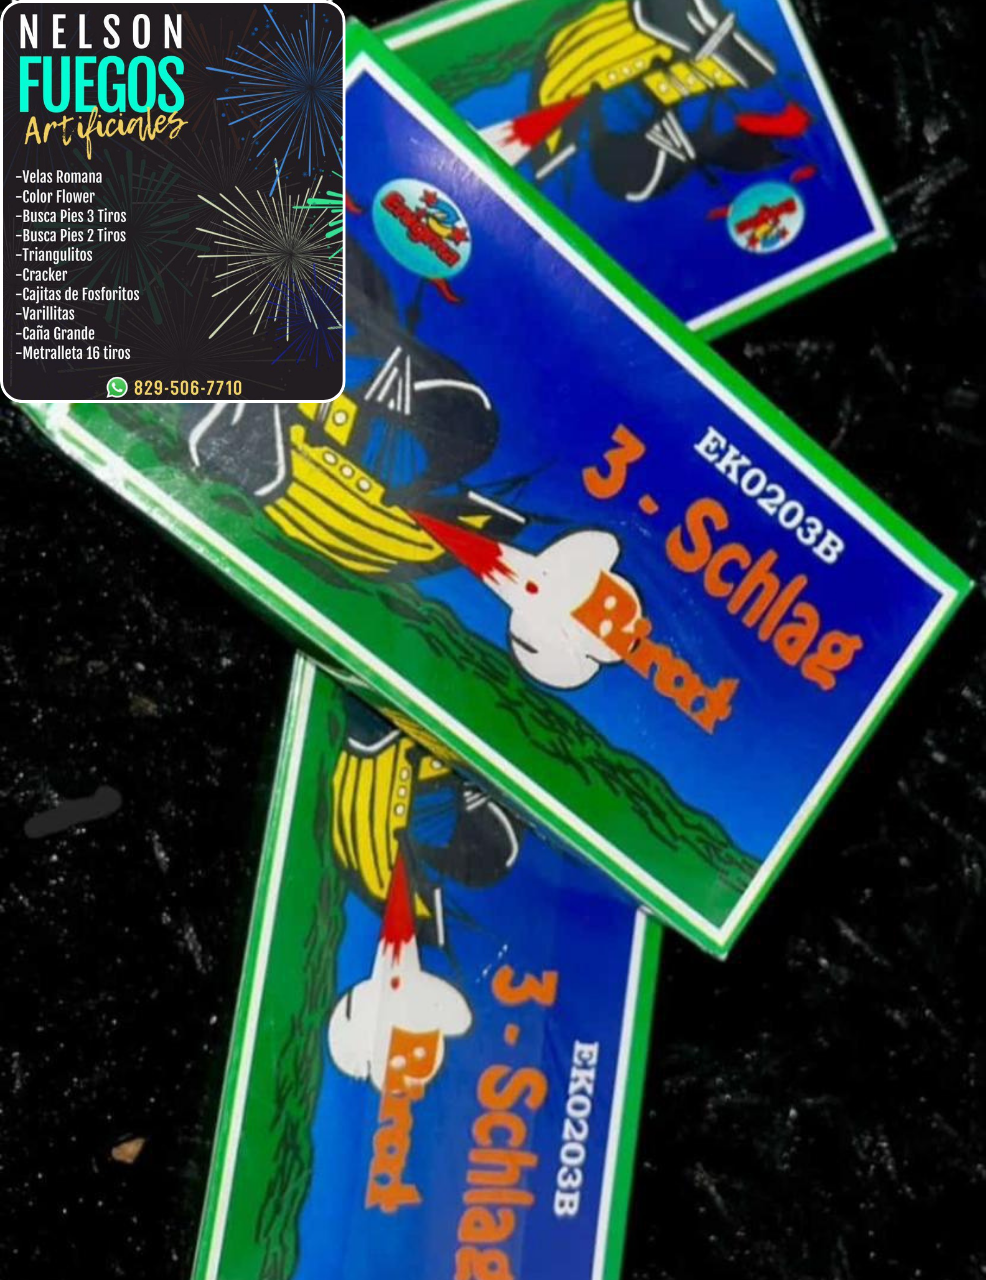 NELSON
FUEGOS
Artificiales
-Velas Romana
-Color Flower
-Busca Pies 3 Tiros
-Busca Pies 2 Tiros
-Triangulitos
-Cracker
-Cajitas de Fosforitos
-Varillitas
-Caña Grande
-Metralleta 16 tiros
829-506-7710
EK0203B
3 - Schlag
Pirat
EK0203B
3 - Schlag
Pirat